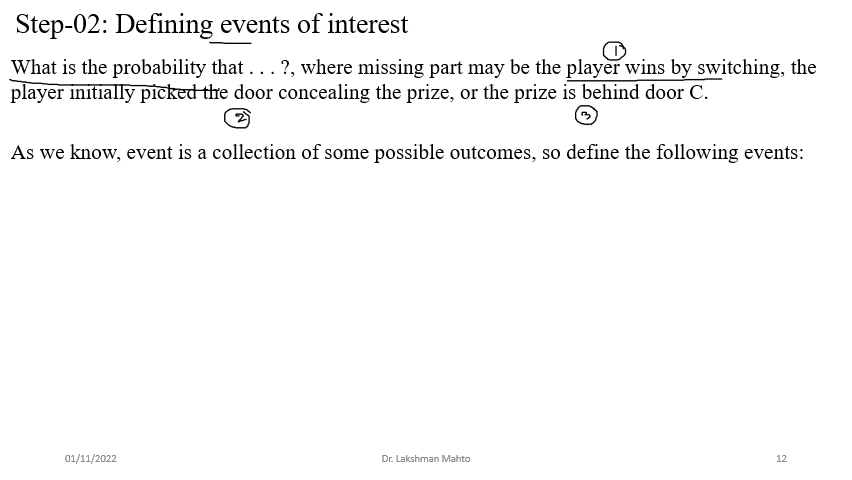 Step-02: Defining events of interest
①
What is the probability that . . . ?, where missing part may be the player wins by switching, the
player initially picked the door concealing the prize, or the prize is behind door C.
② ③
As we know, event is a collection of some possible outcomes, so define the following events:
01/11/2022 Dr. Lakshman Mahto 12